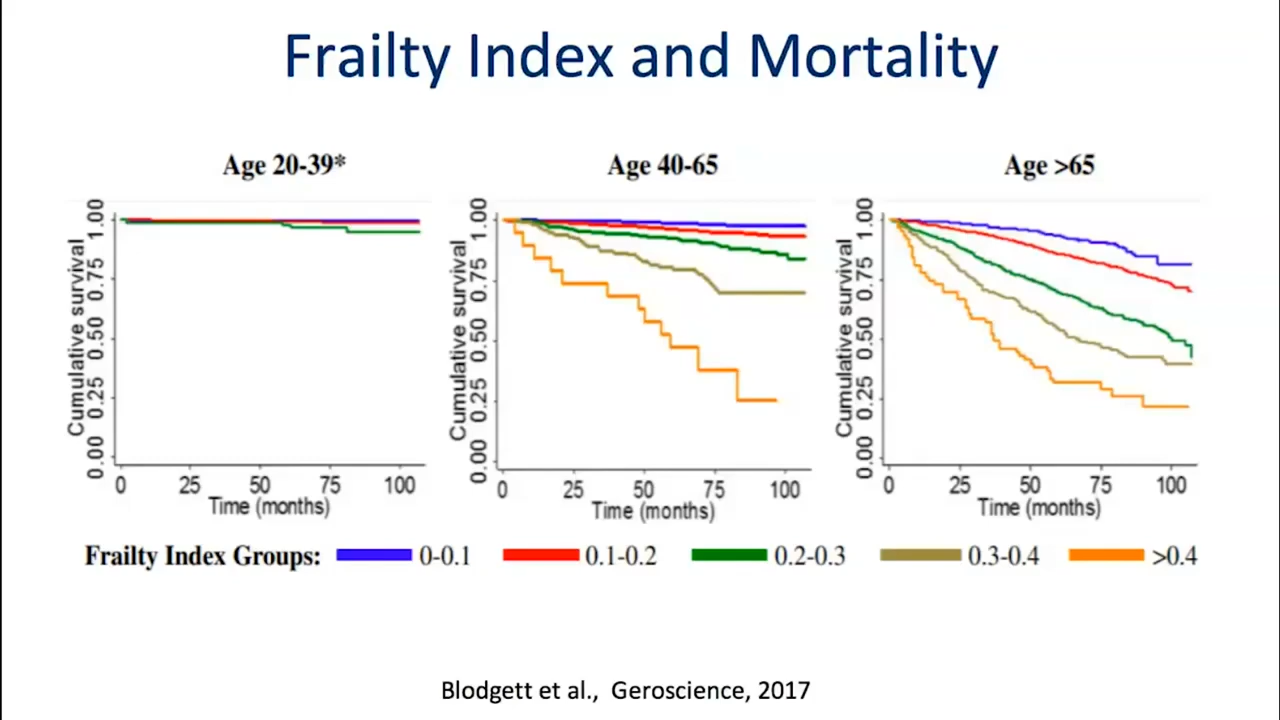 Frailty Index and Mortality
Age 20-39*
Cumulative survival
0.00 0.25 0.50 0.75 1.00
0 25 50 75 100
Time (months)
Age 40-65
Cumulative survival
0.00 0.25 0.50 0.75 1.00
0 25 50 75 100
Time (months)
Age >65
Cumulative survival
0.00 0.25 0.50 0.75 1.00
0 25 50 75 100
Time (months)
Frailty Index Groups: 0-0.1 0.1-0.2 0.2-0.3 0.3-0.4 >0.4
Blodgett et al., Geroscience, 2017